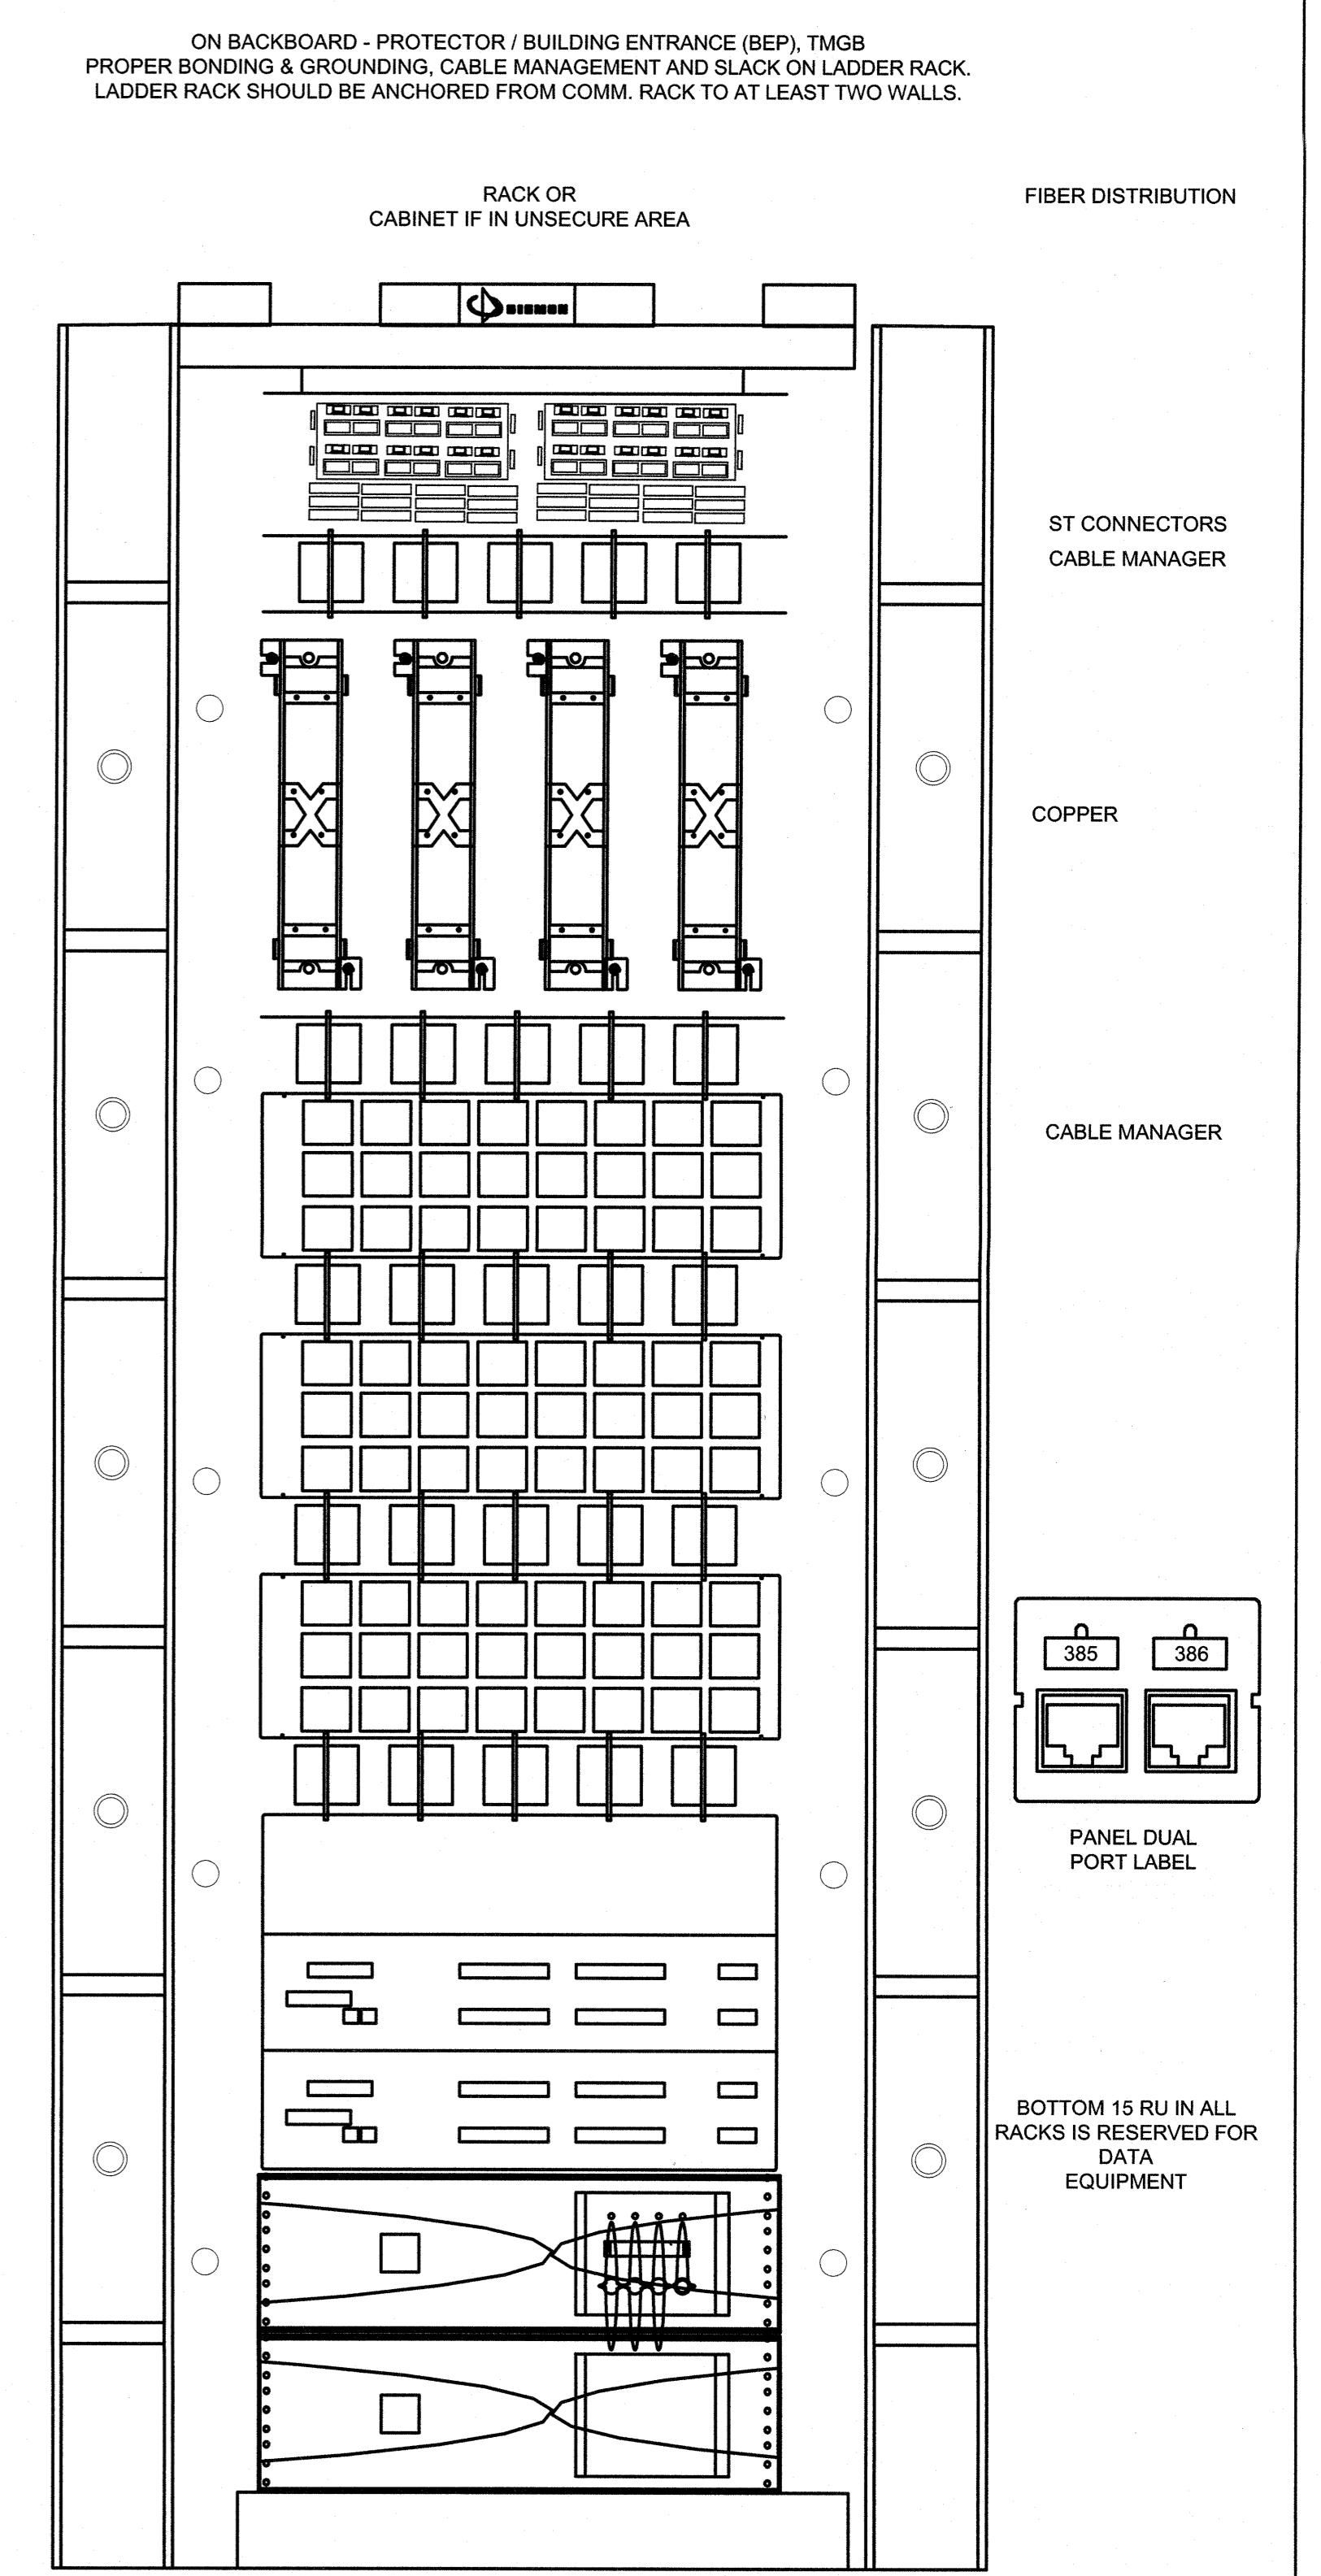 ON BACKBOARD - PROTECTOR / BUILDING ENTRANCE (BEP), TMGB
PROPER BONDING & GROUNDING, CABLE MANAGEMENT AND SLACK ON LADDER RACK.
LADDER RACK SHOULD BE ANCHORED FROM COMM. RACK TO AT LEAST TWO WALLS.
RACK OR
CABINET IF IN UNSECURE AREA
FIBER DISTRIBUTION
SIEMON
ST CONNECTORS
CABLE MANAGER
COPPER
CABLE MANAGER
385
386
PANEL DUAL
PORT LABEL
BOTTOM 15 RU IN ALL
RACKS IS RESERVED FOR
DATA
EQUIPMENT